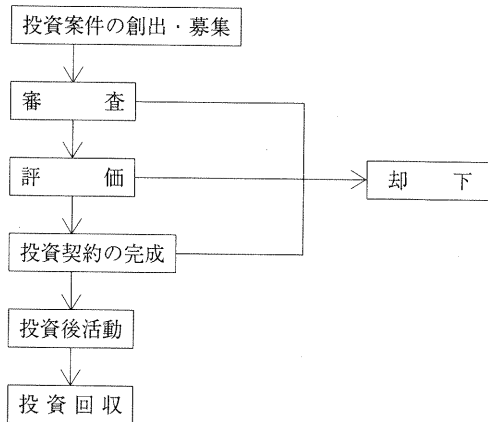 投資案件の創出・募集
審査
評価
却下
投資契約の完成
投資後活動
投資回収